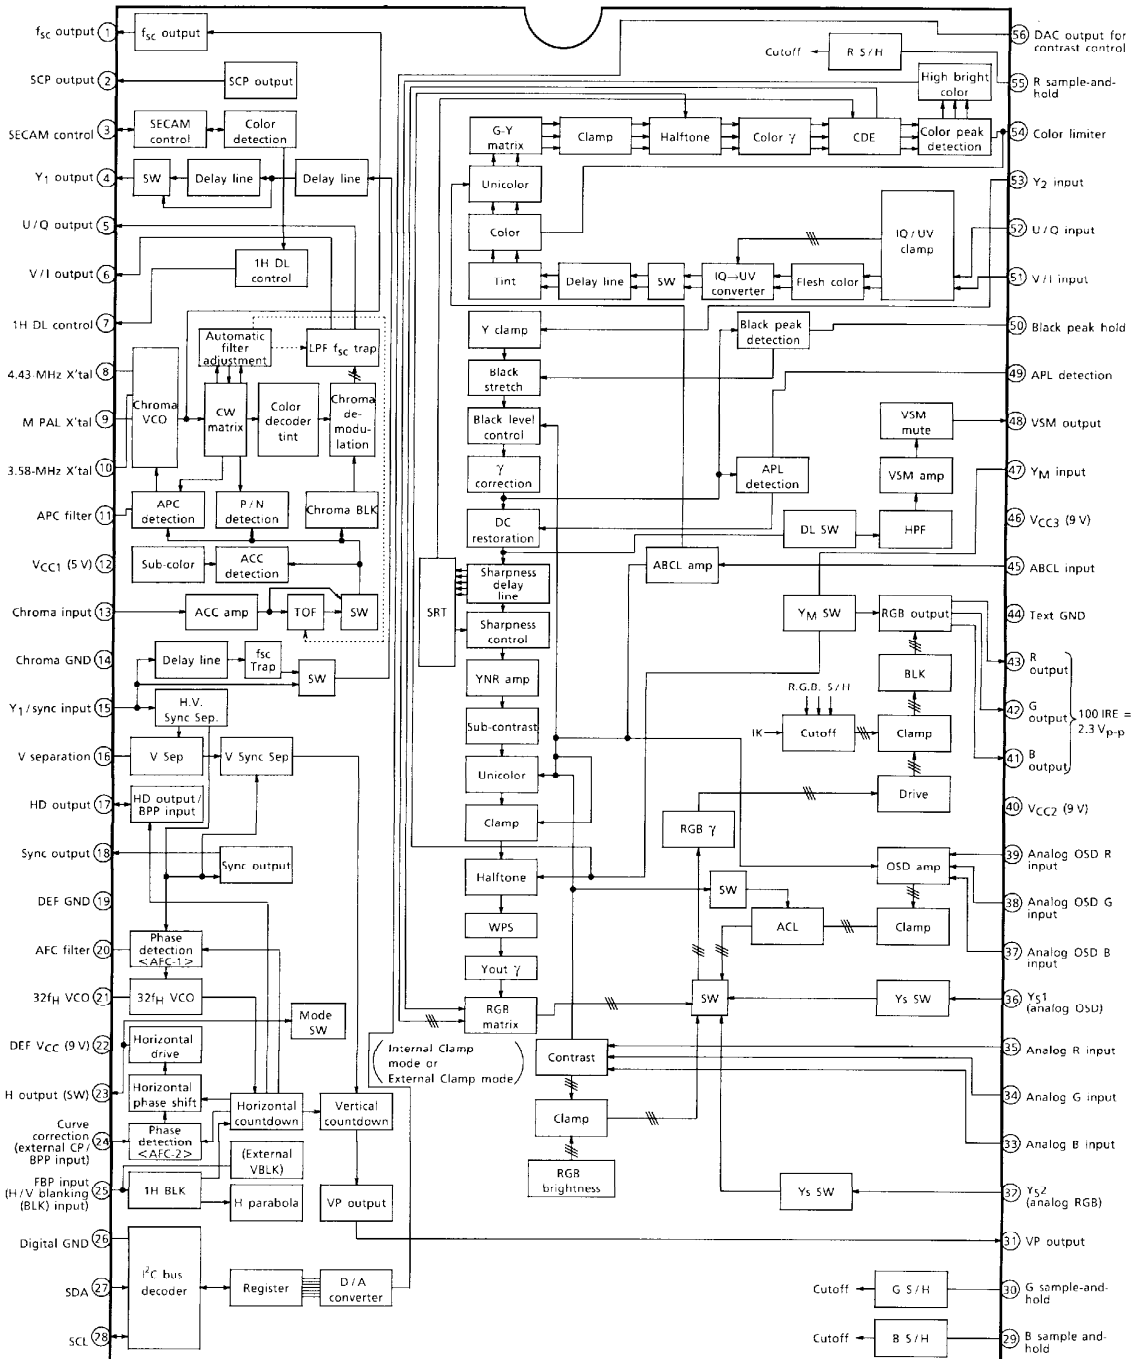 fsc output 1
fsc output
SCP output 2
SCP output
SECAM control 3
SECAM
control
Color
detection
Y1 output 4
SW
Delay line
Delay line
U/Q output 5
V/I output 6
1H DL
control
1H DL control 7
Automatic
filter
adjustment
LPF fsc trap
4.43-MHz X'tal 8
M PAL X'tal 9
3.58-MHz X'tal 10
Chroma
VCO
CW
matrix
Color
decoder
tint
Chroma
de-
modu-
lation
APC filter 11
APC
detection
P/N
detection
Chroma BLK
VCC1 (5 V) 12
Sub-color
ACC
detection
Chroma input 13
ACC amp
TOF
SW
Chroma GND 14
Delay line
fsc
Trap
SW
Y1/sync input 15
H.V.
Sync Sep.
V separation 16
V Sep
V Sync Sep
HD output 17
HD output/
BPP input
Sync output 18
Sync output
DEF GND 19
AFC filter 20
Phase
detection
<AFC-1>
32fH VCO 21
32fH VCO
Mode
SW
DEF VCC (9 V) 22
Horizontal
drive
H output (SW) 23
Horizontal
phase shift
Horizontal
countdown
Vertical
countdown
Curve
correction
(external CP/
BPP input)
24
Phase
detection
<AFC-2>
(External
VBLK)
FBP input
(H/V blanking
(BLK) input)
25
1H BLK
H parabola
VP output
Digital GND 26
SDA 27
SCL 28
I2C bus
decoder
Register
D/A
converter
G-Y
matrix
Clamp
Halftone
Color γ
CDE
Color peak
detection
High bright
color
Cutoff
R S/H
Unicolor
Color
Tint
Delay line
SW
IQ→UV
converter
Flesh color
IQ/UV
clamp
Y clamp
Black peak
detection
Black
stretch
Black level
control
γ
correction
APL
detection
DC
restoration
VSM
mute
VSM amp
HPF
DL SW
SRT
Sharpness
delay
line
ABCL amp
Sharpness
control
YM SW
RGB output
YNR amp
BLK
Sub-contrast
R.G.B. S/H
IK
Cutoff
Clamp
Unicolor
Drive
Clamp
RGB γ
Halftone
SW
OSD amp
WPS
ACL
Clamp
Yout γ
RGB
matrix
SW
Ys SW
(Internal Clamp
mode or
External Clamp mode)
Contrast
Clamp
RGB
brightness
Ys SW
Cutoff
G S/H
Cutoff
B S/H
56 DAC output for
contrast control
55 R sample-and-
hold
54 Color limiter
53 Y2 input
52 U/Q input
51 V/I input
50 Black peak hold
49 APL detection
48 VSM output
47 YM input
46 VCC3 (9 V)
45 ABCL input
44 Text GND
43 R
output
42 G
output
41 B
output
100 IRE =
2.3 Vp-p
40 VCC2 (9 V)
39 Analog OSD R
input
38 Analog OSD G
input
37 Analog OSD B
input
36 YS1
(analog OSD)
35 Analog R input
34 Analog G input
33 Analog B input
32 YS2
(analog RGB)
31 VP output
30 G sample-and-
hold
29 B sample and-
hold